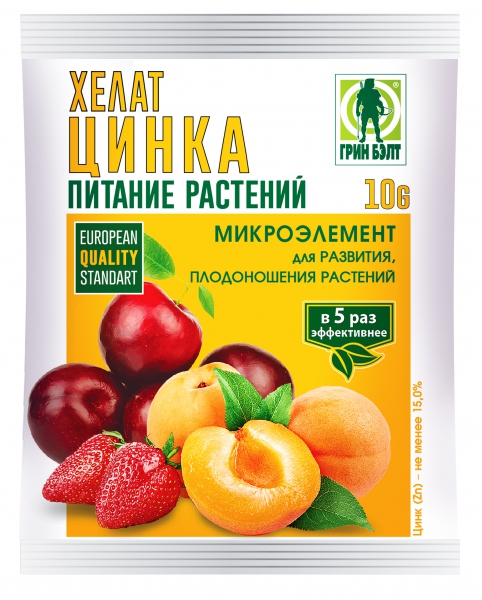 ХЕЛАТ
ЦИНКА
ПИТАНИЕ РАСТЕНИЙ
10G
®
ГРИН БЭЛТ
EUROPEAN
QUALITY
STANDART
МИКРОЭЛЕМЕНТ
для РАЗВИТИЯ,
ПЛОДОНОШЕНИЯ РАСТЕНИЙ
в 5 раз
эффективнее
Цинк (Zn) – не менее 15,0%